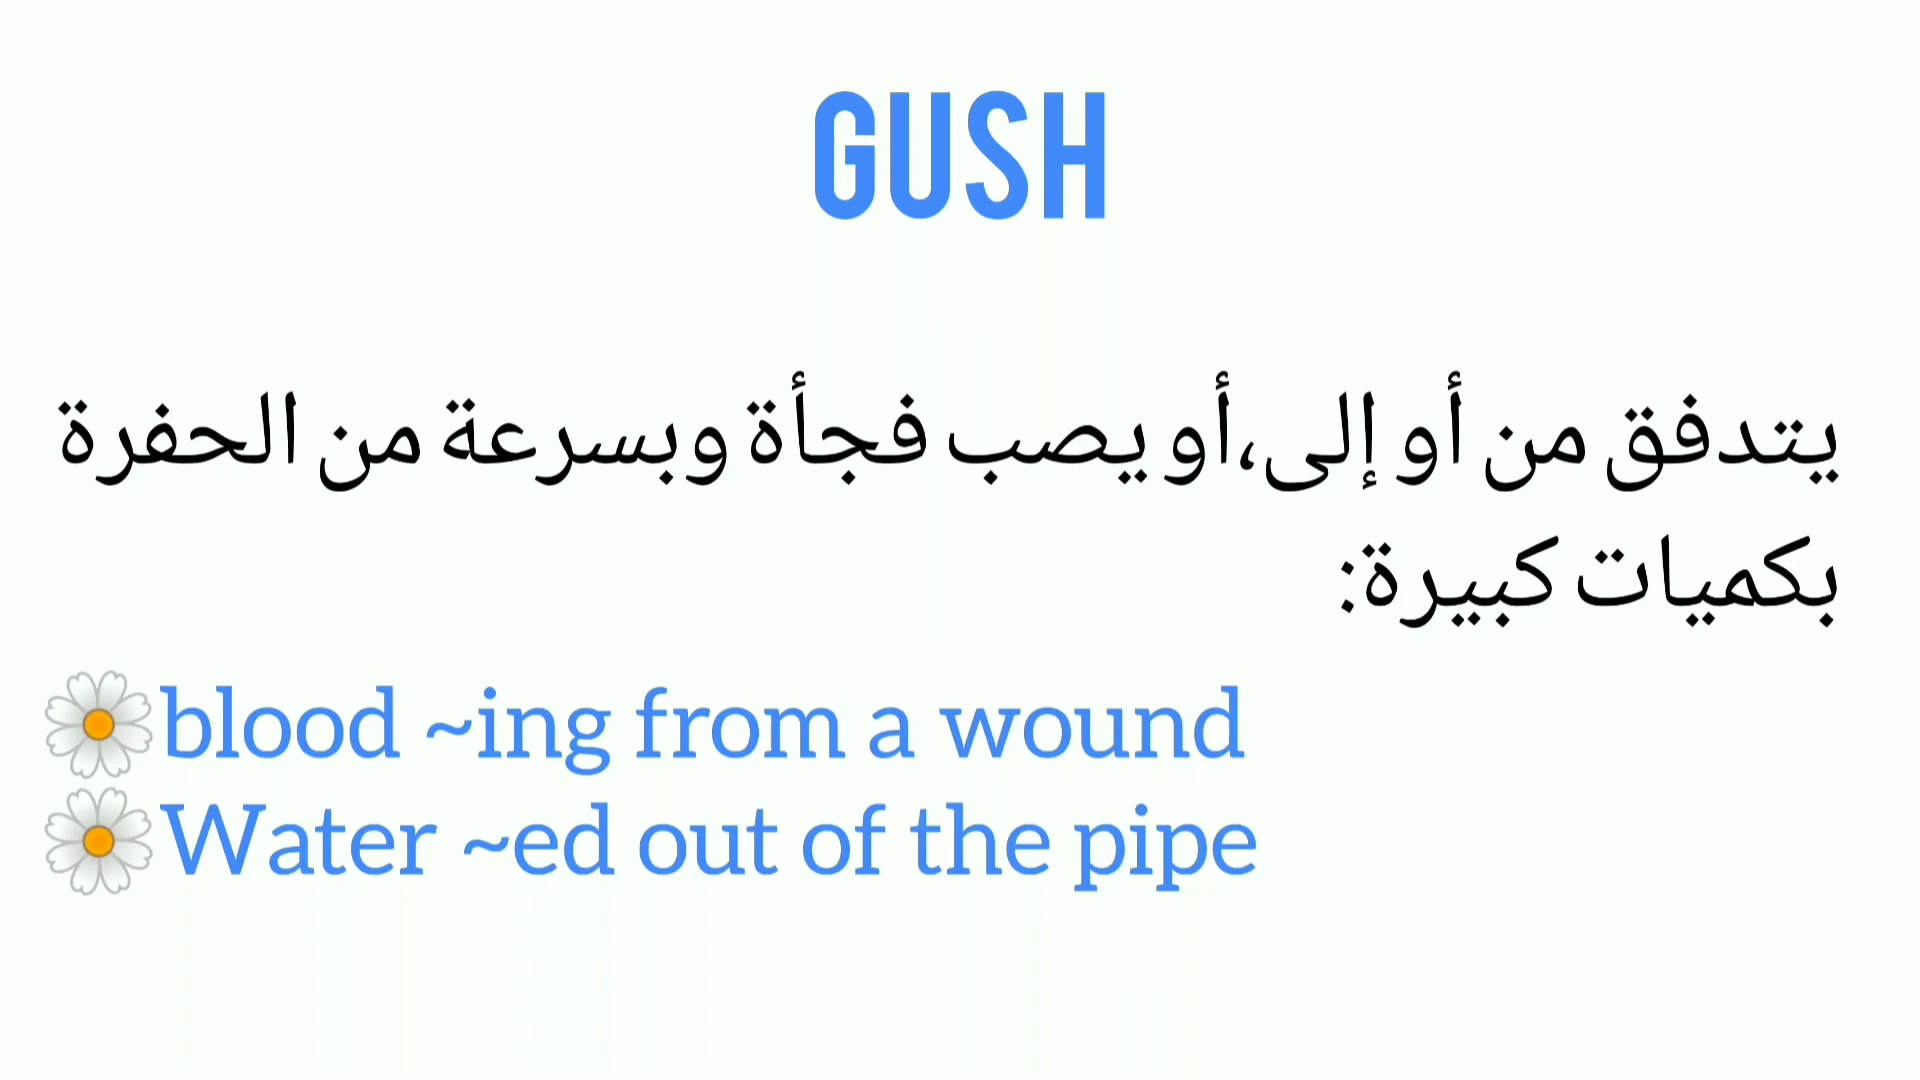 GUSH
يتدفق من أو إلى،أو يصب فجأة وبسرعة من الحفرة
بكميات كبيرة:
🌼blood ~ing from a wound
🌼Water ~ed out of the pipe